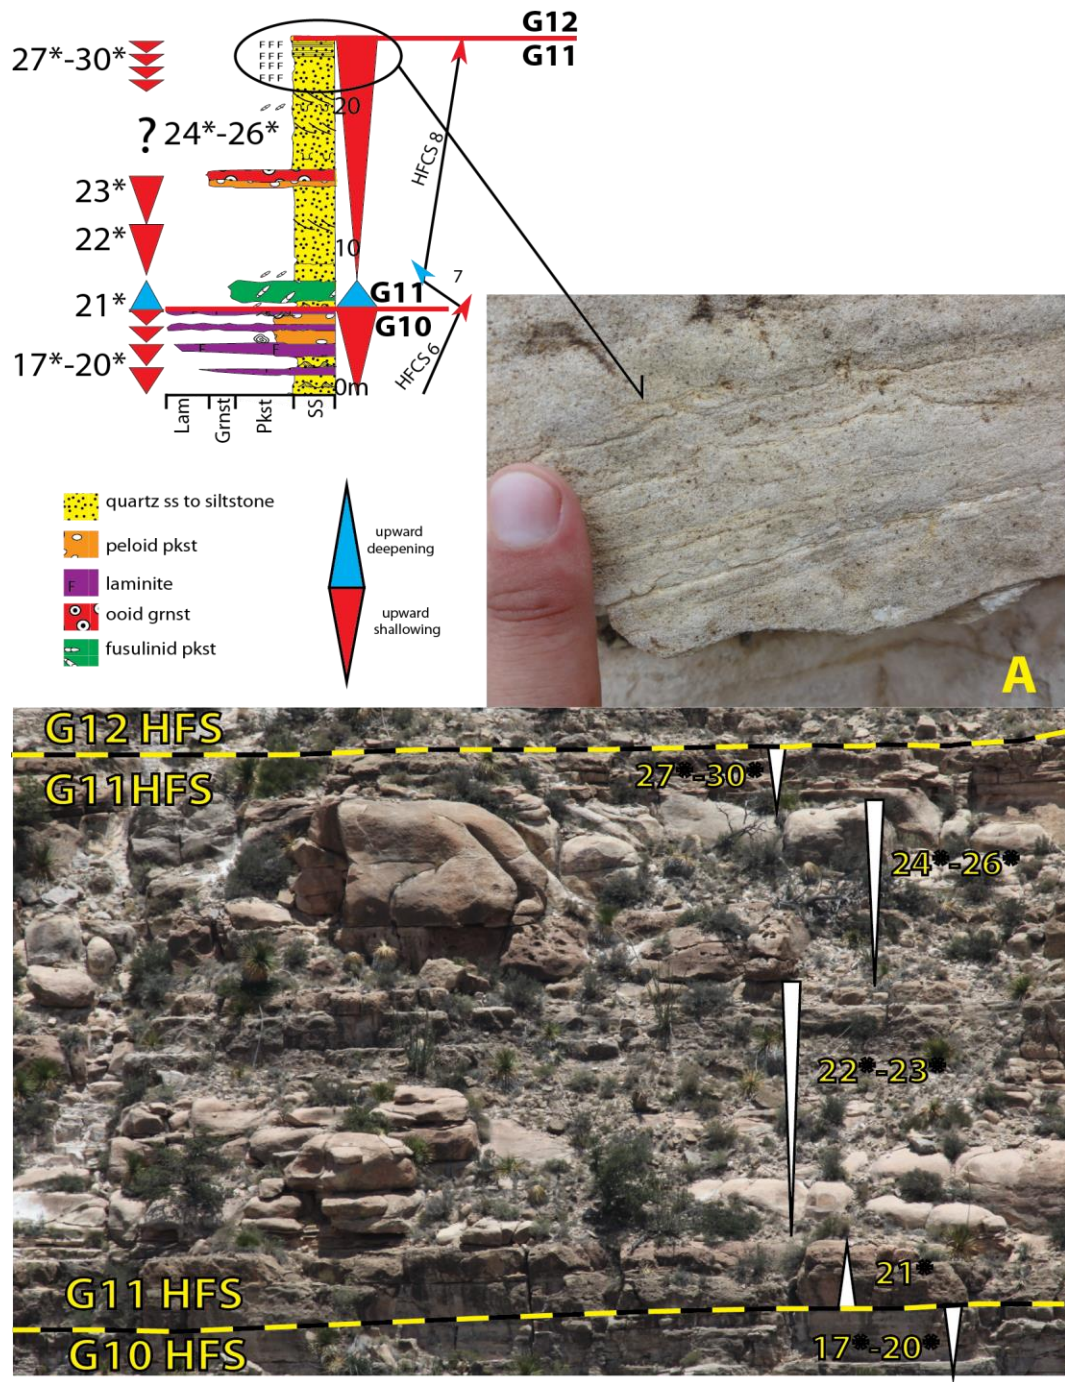 G12
G11
27*-30*
F F F
F F F
F F F
F F F
20
? 24*-26*
HFCS 8
23*
22*
10
7
21*
G11
G10
HFCS 6
17*-20*
F
F
0m
Lam
Grnst
Pkst
SS
quartz ss to siltstone
peloid pkst
F
laminite
ooid grnst
fusulinid pkst
upward
deepening
upward
shallowing
A
G12 HFS
G11HFS
27*-30*
24*-26*
22*-23*
21*
G11 HFS
17*-20*
G10 HFS